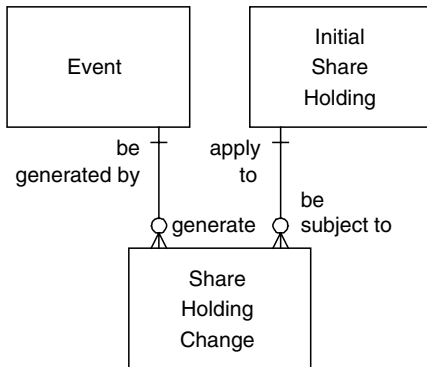 Event
Initial
Share
Holding
be
generated by
apply
to
generate
be
subject to
Share
Holding
Change